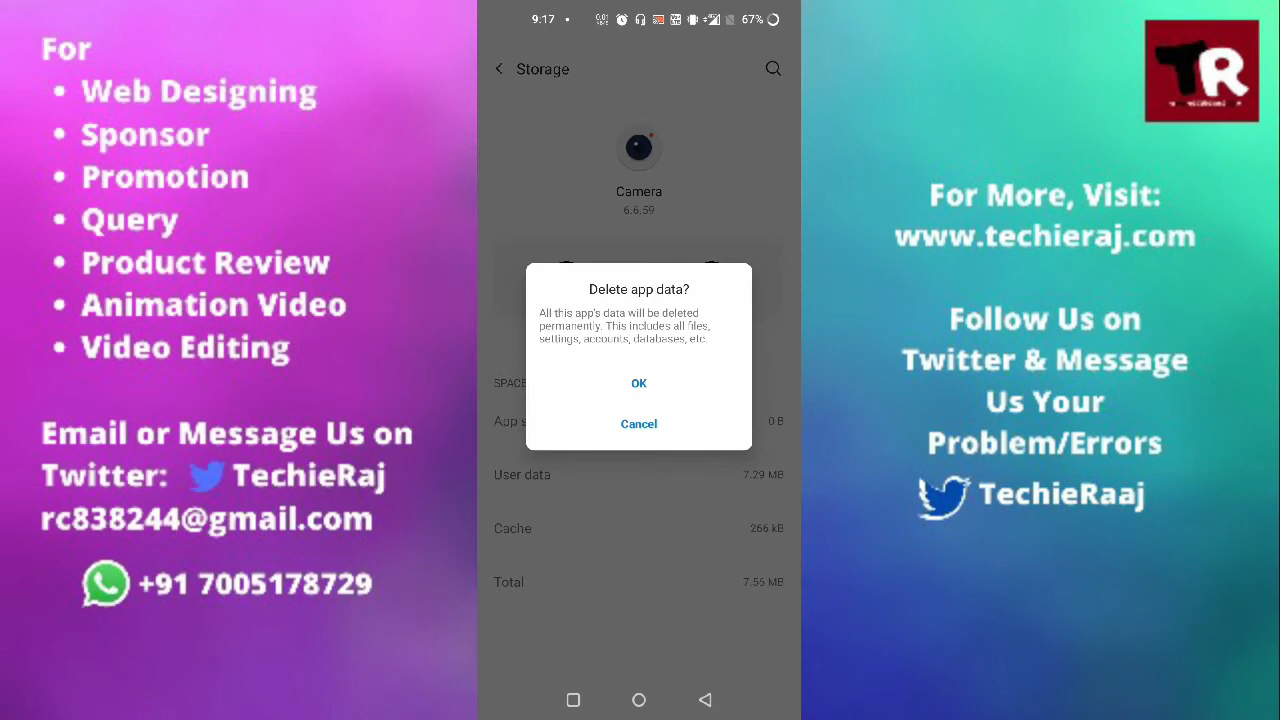 For
• Web Designing
• Sponsor
• Promotion
• Query
• Product Review
• Animation Video
• Video Editing
Email or Message Us on
Twitter: TechieRaj
rc838244@gmail.com
+91 7005178729
9:17
67%
Storage
Camera
6.6.59
Delete app data?
All this app's data will be deleted
permanently. This includes all files,
settings, accounts, databases, etc.
OK
Cancel
SPACE
App s 0 B
User data 7.29 MB
Cache 266 kB
Total 7.56 MB
TR
For More, Visit:
www.techieraj.com
Follow Us on
Twitter & Message
Us Your
Problem/Errors
TechieRaaj